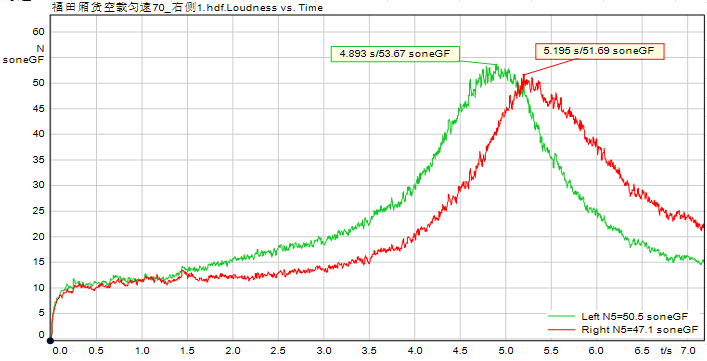 福田厢货空载匀速70_右侧1.hdf.Loudness vs. Time
60
N
soneGF
50
45
40
35
30
25
20
15
10
5
0
4.893 s/53.67 soneGF
5.195 s/51.69 soneGF
Left N5=50.5 soneGF
Right N5=47.1 soneGF
0.0 0.5 1.0 1.5 2.0 2.5 3.0 3.5 4.0 4.5 5.0 5.5 6.0 6.5 t/s 7.0